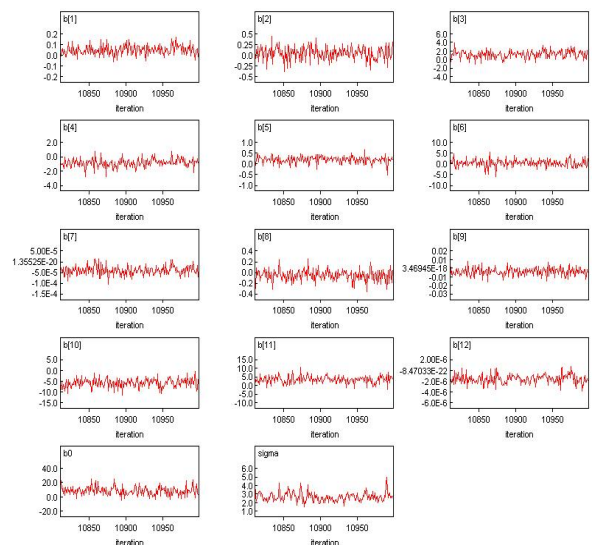 b[1]
0.2
0.1
0.0
-0.1
-0.2
10850 10900 10950
iteration
b[2]
0.5
0.25
0.0
-0.25
-0.5
10850 10900 10950
iteration
b[3]
6.0
4.0
2.0
0.0
-2.0
-4.0
10850 10900 10950
iteration
b[4]
2.0
0.0
-2.0
-4.0
10850 10900 10950
iteration
b[5]
1.0
0.5
0.0
-0.5
-1.0
10850 10900 10950
iteration
b[6]
10.0
5.0
0.0
-5.0
-10.0
10850 10900 10950
iteration
b[7]
5.00E-5
1.35525E-20
-5.0E-5
-1.0E-4
-1.5E-4
10850 10900 10950
iteration
b[8]
0.4
0.2
0.0
-0.2
-0.4
10850 10900 10950
iteration
b[9]
0.02
0.01
3.46945E-18
-0.01
-0.02
-0.03
10850 10900 10950
iteration
b[10]
5.0
0.0
-5.0
-10.0
-15.0
10850 10900 10950
iteration
b[11]
15.0
10.0
5.0
0.0
-5.0
-10.0
10850 10900 10950
iteration
b[12]
2.00E-6
-8.47033E-22
-2.0E-6
-4.0E-6
-6.0E-6
10850 10900 10950
iteration
b0
40.0
20.0
0.0
-20.0
10850 10900 10950
iteration
sigma
6.0
5.0
4.0
3.0
2.0
1.0
10850 10900 10950
iteration